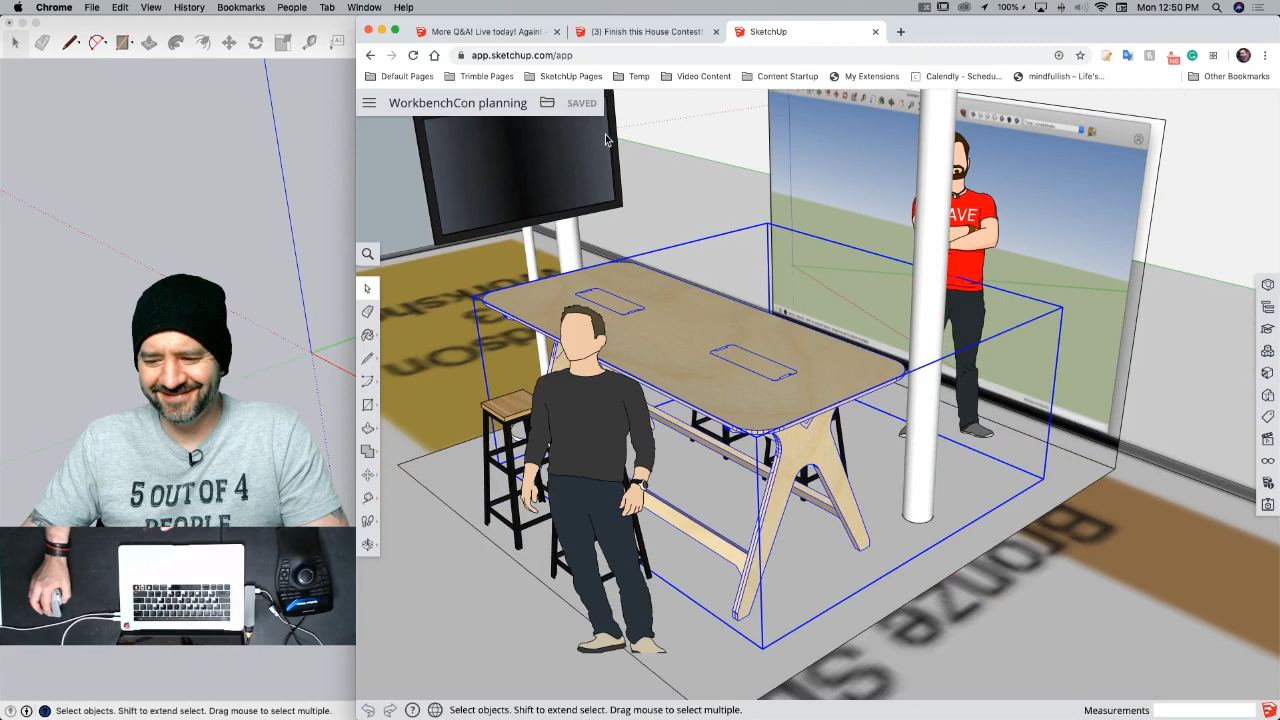 Chrome File Edit View History Bookmarks People Tab Window Help
100% Mon 12:50 PM
More Q&A! Live today! Again! - (3) Finish this House Contest! SketchUp
app.sketchup.com/app
Default Pages Trimble Pages SketchUp Pages Temp Video Content Content Startup My Extensions Calendly - Schedu... mindfullish – Life's... Other Bookmarks
WorkbenchCon planning SAVED
AVE
5 OUT OF 4
PEOPLE
Bronze
Select objects. Shift to extend select. Drag mouse to select multiple.
Select objects. Shift to extend select. Drag mouse to select multiple.
Measurements